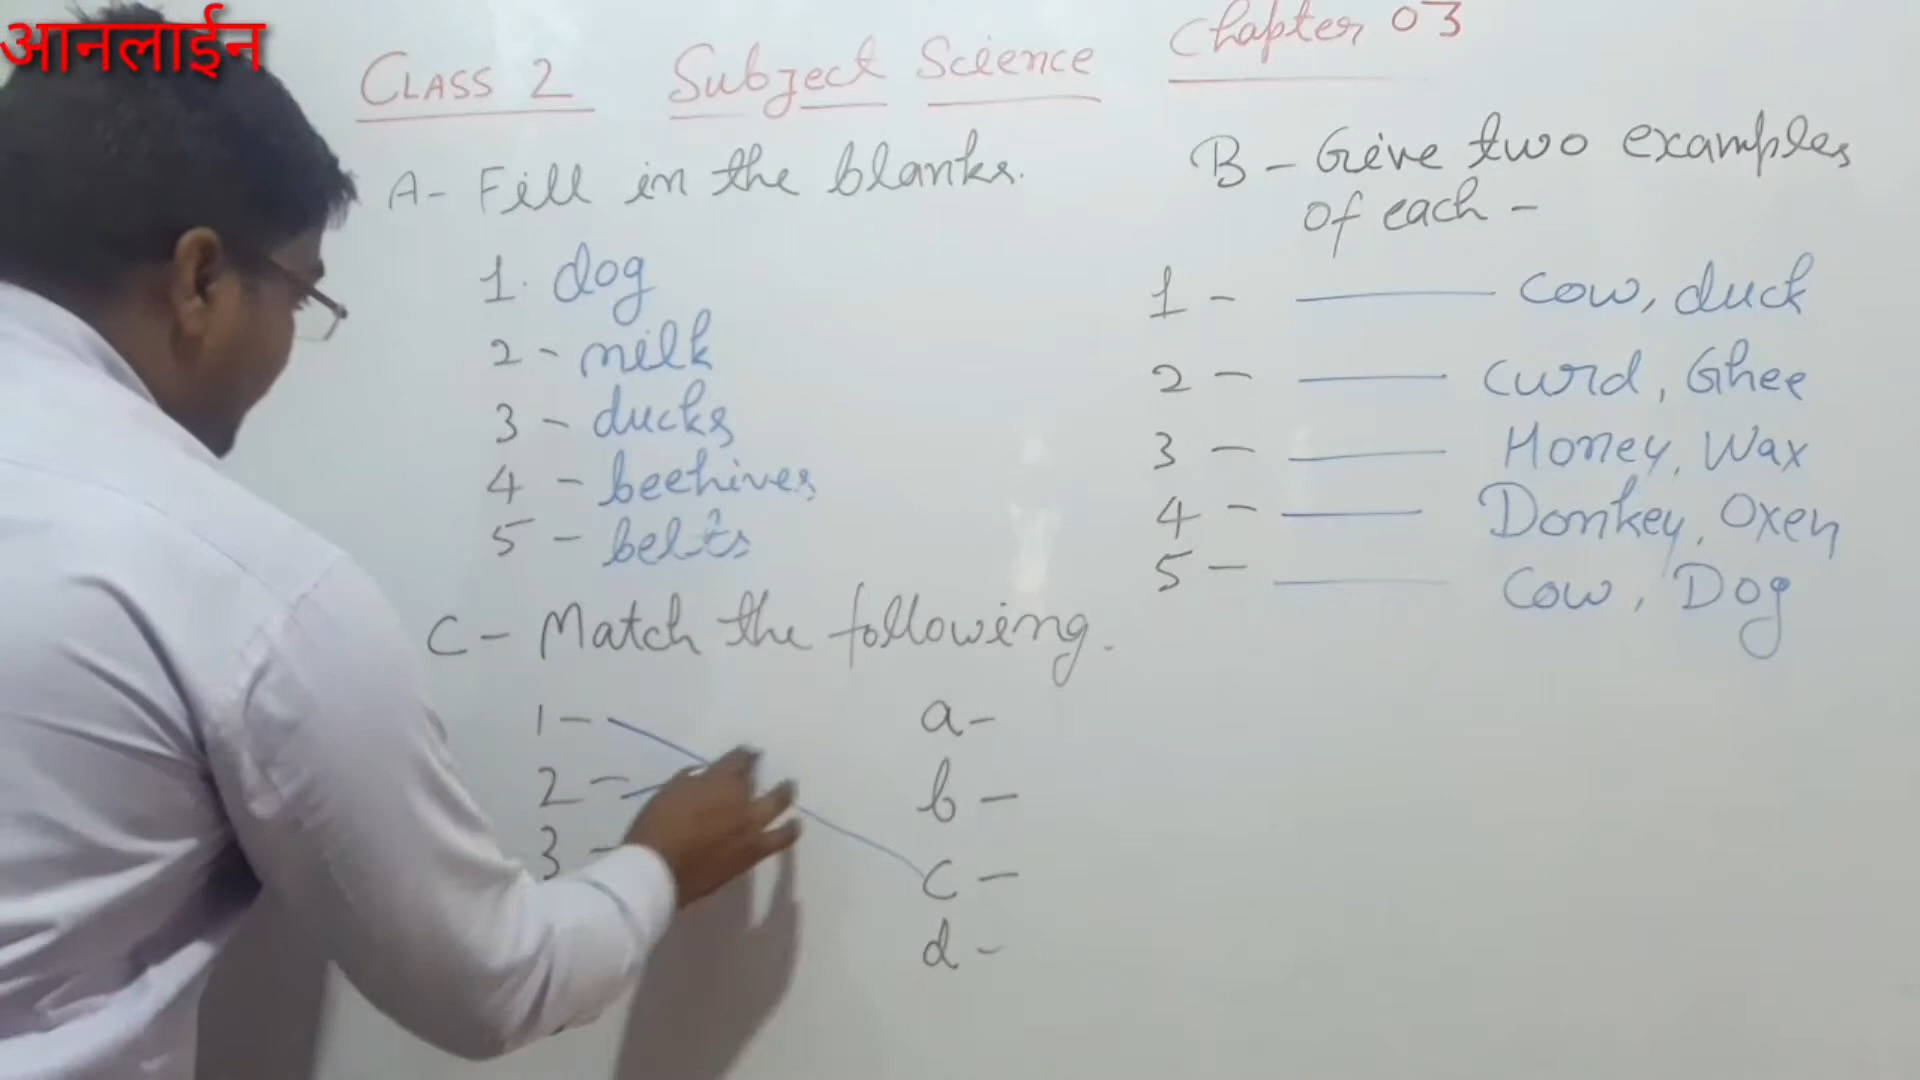 आनलाईन
CLASS 2 Subject Science Chapter 03
A- Fill in the blanks.
1. dog
2 - milk
3 - ducks
4 - beehives
5 - belts
B - Give two examples
of each -
1 - cow, duck
2 - curd, Ghee
3 - Honey, Wax
4 - Donkey, Oxen
5 - Cow, Dog
C - Match the following.
1 - a -
2 - b -
3 - c -
d -